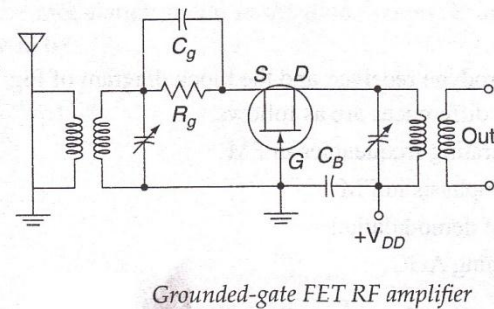 C_g
S D
R_g
G C_B
Out
+V_DD
Grounded-gate FET RF amplifier